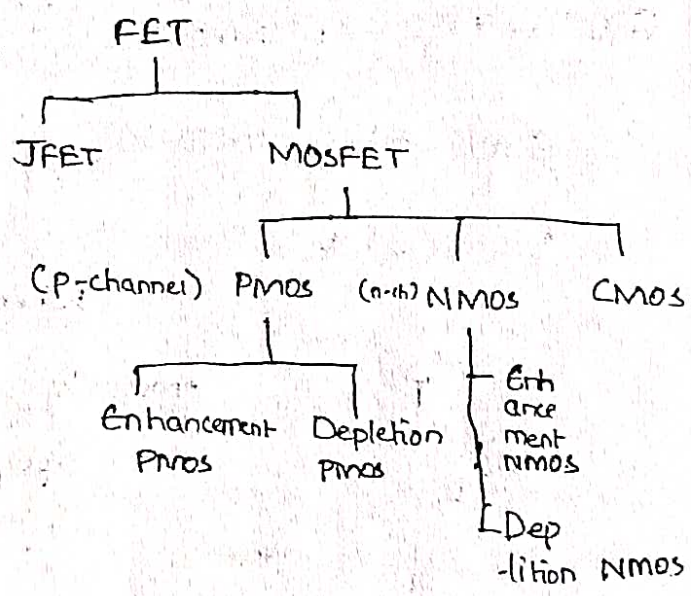 FET
JFET MOSFET
(p-channel) PMOS (n-ch) NMOS CMOS
Enhancement
PMOS
Depletion
PMOS
Enh
ance
ment
NMOS
Dep
-lition NMOS